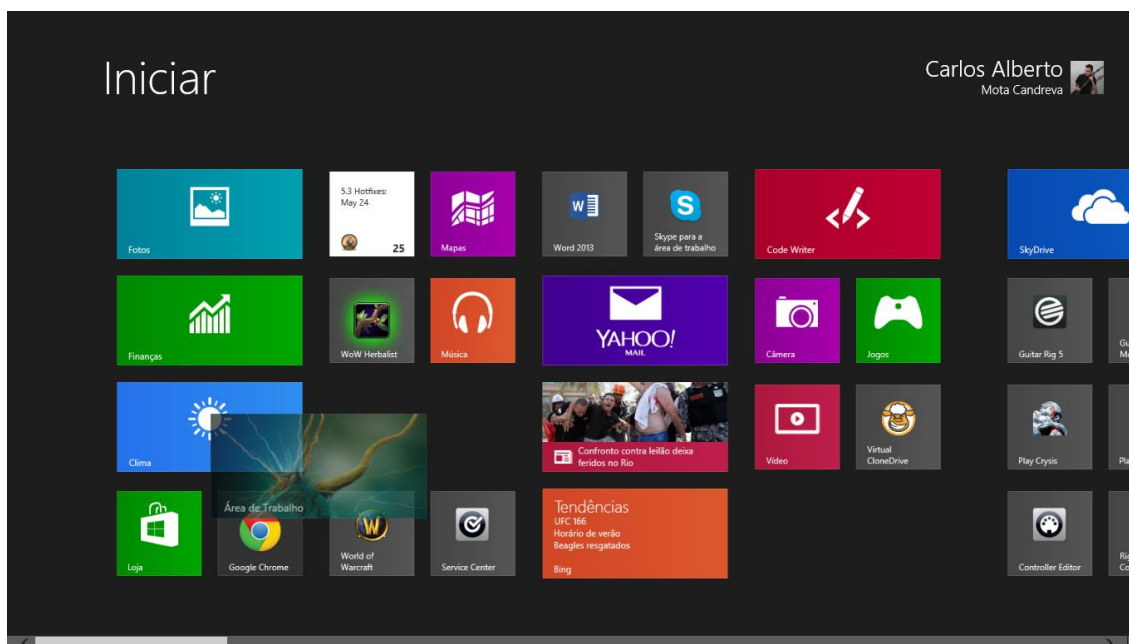 Iniciar
Carlos Alberto
Mota Candreva
Fotos
5.3 Hotfixes:
May 24
25
Mapas
W
Word 2013
S
Skype para a
área de trabalho
Code Writer
SkyDrive
Finanças
WoW Herbalist
Música
YAHOO!
MAIL
Câmera
Jogos
Guitar Rig 5
Gu
Clima
Confronto contra leilão deixa
feridos no Rio
Vídeo
Virtual
CloneDrive
Play Crysis
Pla
Área de Trabalho
Loja
Google Chrome
W
World of
Warcraft
Service Center
Tendências
UFC 166
Horário de verão
Beagles resgatados
Bing
Controller Editor
Co